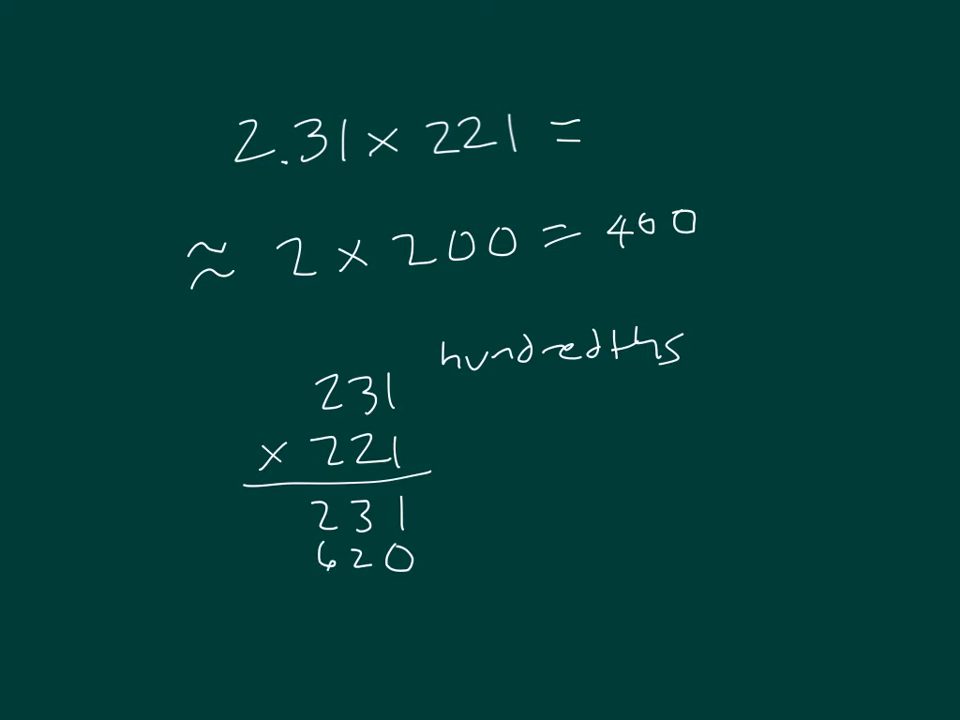 2.31 × 221 =
≈ 2 × 200 = 400
231 hundredths
× 221
231
620